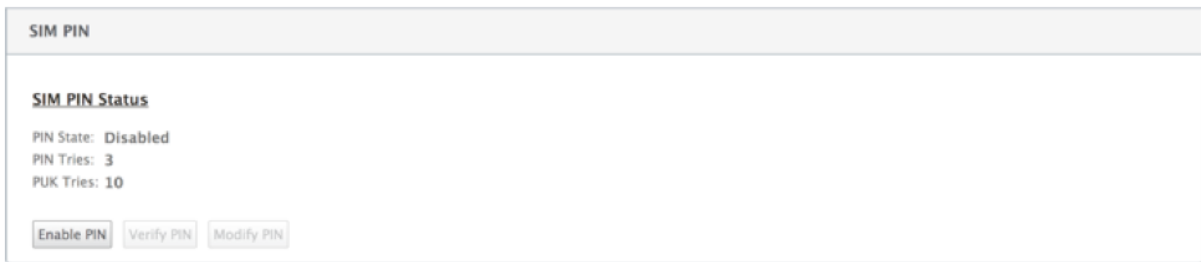 SIM PIN
SIM PIN Status
PIN State: Disabled
PIN Tries: 3
PUK Tries: 10
Enable PIN Verify PIN Modify PIN